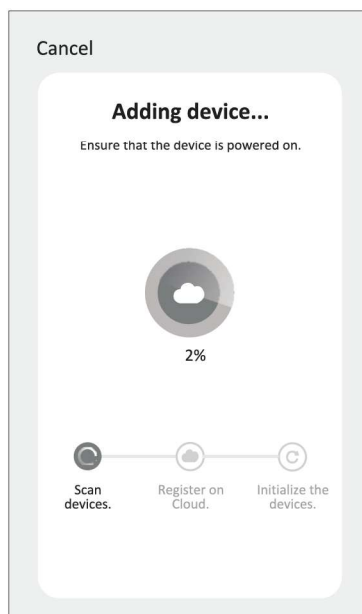 Cancel
Adding device...
Ensure that the device is powered on.
2%
Scan
devices.
Register on
Cloud.
Initialize the
devices.